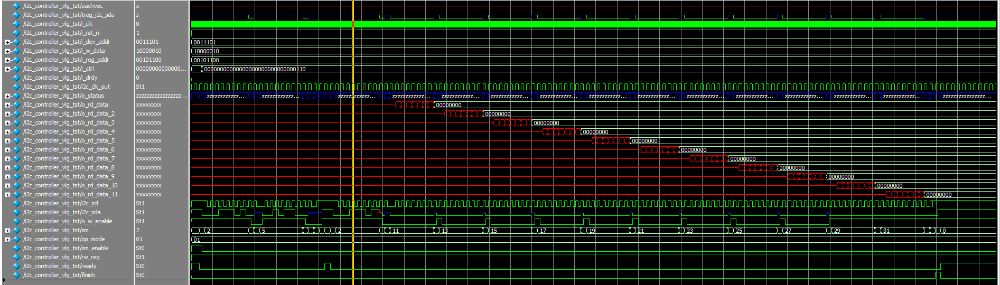 /i2c_controller_vlg_tst/eachvec x
/i2c_controller_vlg_tst/treg_i2c_sda z
/i2c_controller_vlg_tst/i_clk 0
/i2c_controller_vlg_tst/i_rst_n 1
/i2c_controller_vlg_tst/i_dev_addr 0011101 0011101
/i2c_controller_vlg_tst/i_w_data 10000010 10000010
/i2c_controller_vlg_tst/i_reg_addr 00101100 00101100
/i2c_controller_vlg_tst/i_ctrl 00000000000000... 00000000000000000000000000000110
/i2c_controller_vlg_tst/i_drdy 0
/i2c_controller_vlg_tst/i2c_clk_out St1
/i2c_controller_vlg_tst/o_status zzzzzzzzzzzzzzzzzz... zzzzzzzzzzzz... zzzzzzzzzzzz... zzzzzzzzzzzz... zzzzzzzzzzzz... zzzzzzzzzzzz... zzzzzzzzzzzz... zzzzzzzzzzzz... zzzzzzzzzzzz... zzzzzzzzzzzz... zzzzzzzzzzzz... zzzzzzzzzzzz... zzzzzzzzzzzz... zzzzzzzzzzzz... zzzzzzzzzzzzzzz...
/i2c_controller_vlg_tst/o_rd_data xxxxxxxx 00000000
/i2c_controller_vlg_tst/o_rd_data_2 xxxxxxxx 00000000
/i2c_controller_vlg_tst/o_rd_data_3 xxxxxxxx 00000000
/i2c_controller_vlg_tst/o_rd_data_4 xxxxxxxx 00000000
/i2c_controller_vlg_tst/o_rd_data_5 xxxxxxxx 00000000
/i2c_controller_vlg_tst/o_rd_data_6 xxxxxxxx 00000000
/i2c_controller_vlg_tst/o_rd_data_7 xxxxxxxx 00000000
/i2c_controller_vlg_tst/o_rd_data_8 xxxxxxxx 00000000
/i2c_controller_vlg_tst/o_rd_data_9 xxxxxxxx 00000000
/i2c_controller_vlg_tst/o_rd_data_10 xxxxxxxx 00000000
/i2c_controller_vlg_tst/o_rd_data_11 xxxxxxxx 00000000
/i2c_controller_vlg_tst/i2c_scl St1
/i2c_controller_vlg_tst/i2c_sda St1
/i2c_controller_vlg_tst/o_w_enable St1
/i2c_controller_vlg_tst/sm 2 2 5 2 11 13 15 17 19 21 23 25 27 29 31 0
/i2c_controller_vlg_tst/op_mode 01 01
/i2c_controller_vlg_tst/sm_enable St0
/i2c_controller_vlg_tst/rw_reg St1
/i2c_controller_vlg_tst/ready St0
/i2c_controller_vlg_tst/finish St0